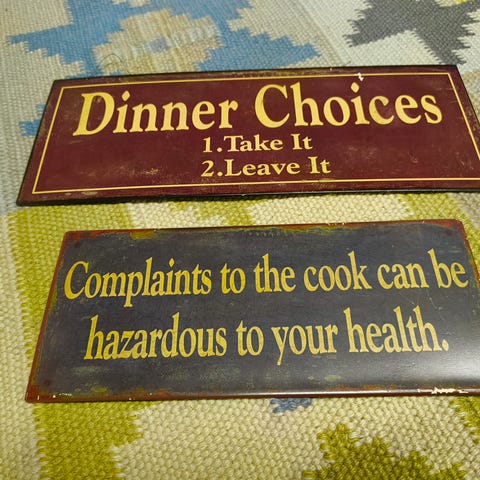 Dinner Choices
1.Take It
2.Leave It
Complaints to the cook can be
hazardous to your health.